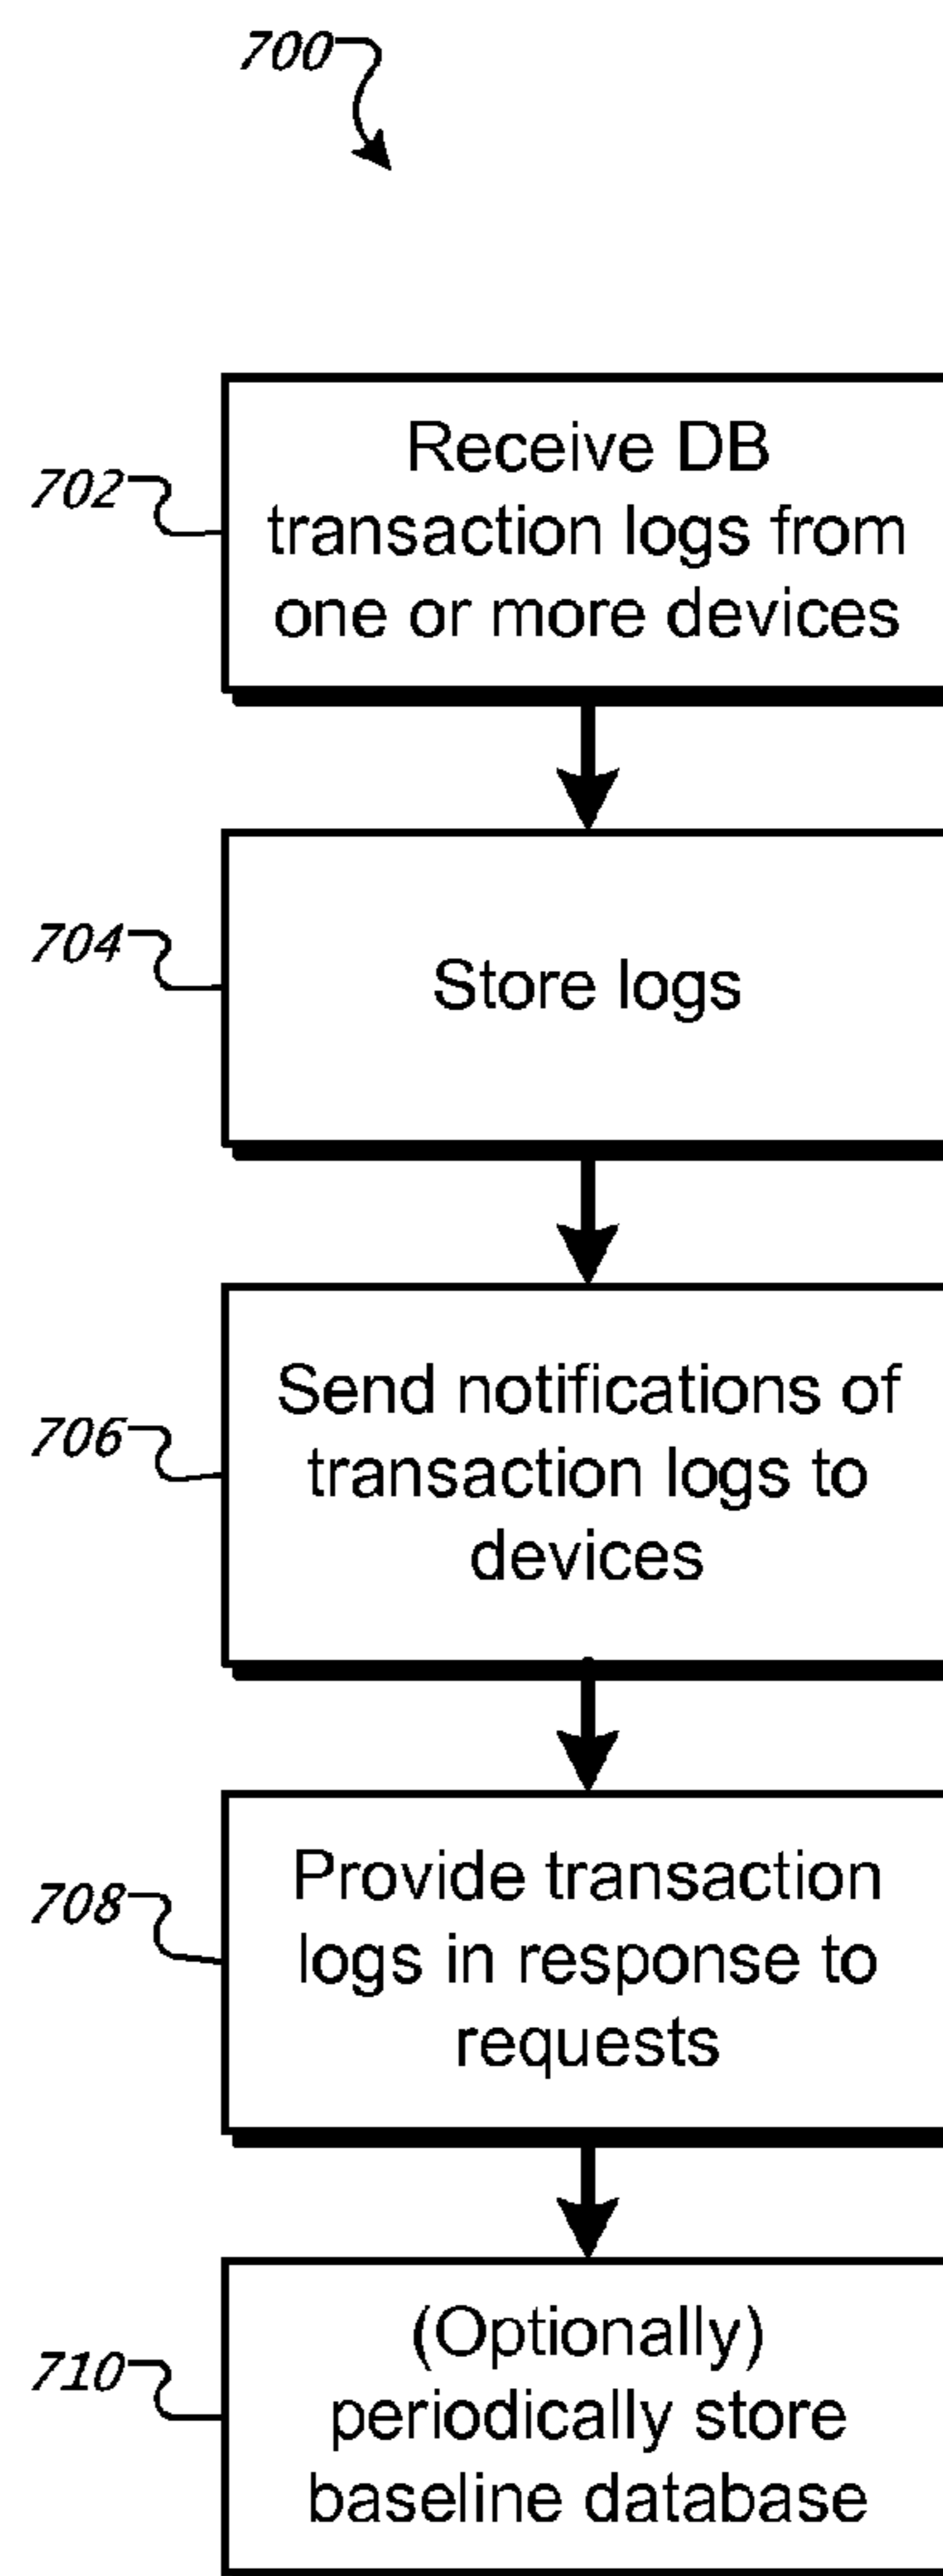 700
702
Receive DB
transaction logs from
one or more devices
704
Store logs
706
Send notifications of
transaction logs to
devices
708
Provide transaction
logs in response to
requests
710
(Optionally)
periodically store
baseline database